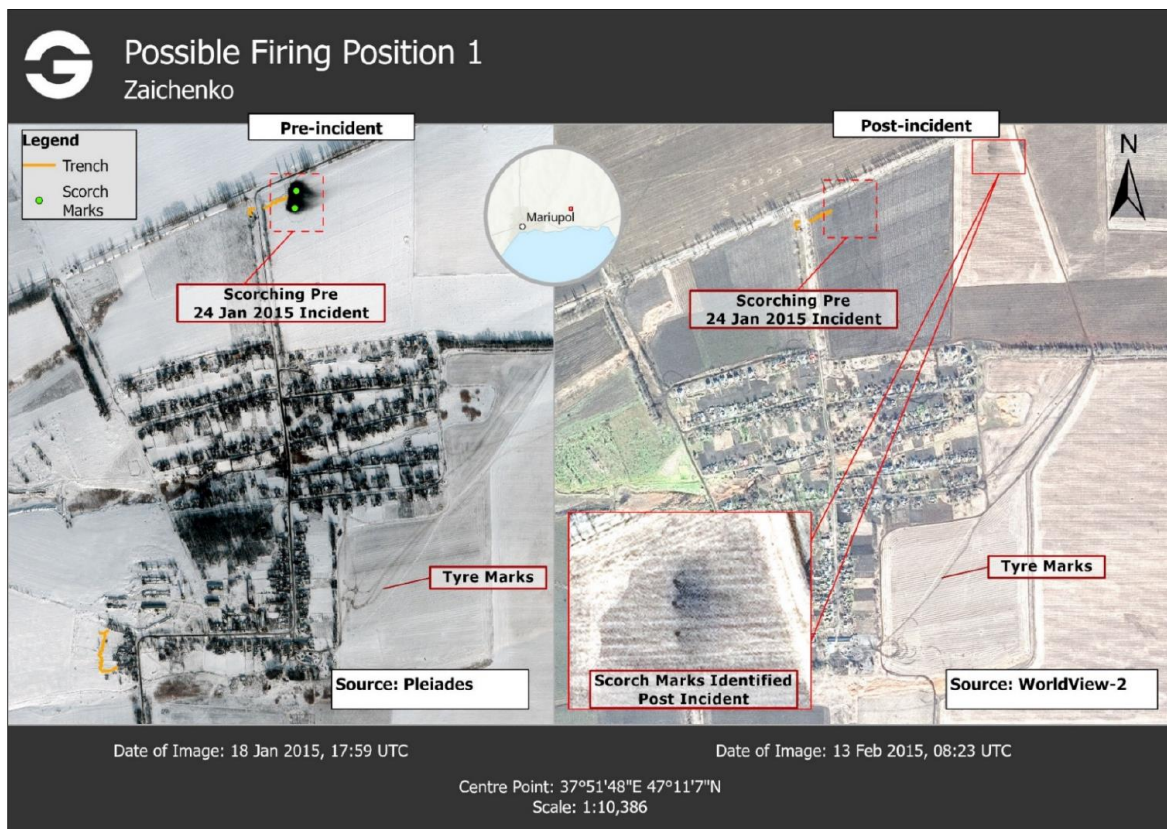 Possible Firing Position 1
Zaichenko
Pre-incident
Post-incident
Legend
Trench
Scorch
Marks
N
Mariupol
Scorching Pre
24 Jan 2015 Incident
Scorching Pre
24 Jan 2015 Incident
Tyre Marks
Tyre Marks
Scorch Marks Identified
Post Incident
Source: Pleiades
Source: WorldView-2
Date of Image: 18 Jan 2015, 17:59 UTC
Date of Image: 13 Feb 2015, 08:23 UTC
Centre Point: 37°51'48"E 47°11'7"N
Scale: 1:10,386